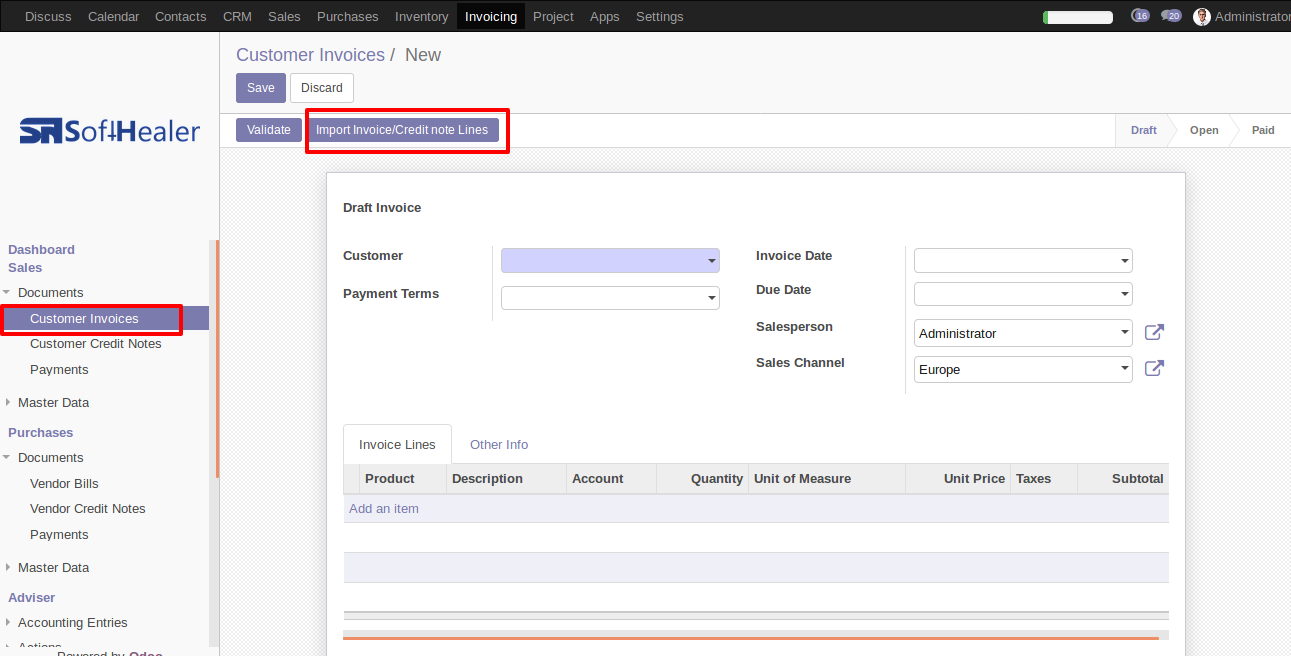 Discuss Calendar Contacts CRM Sales Purchases Inventory Invoicing Project Apps Settings 16 20 Administrator
Customer Invoices / New
Save Discard
Validate Import Invoice/Credit note Lines Draft Open Paid
SoftHealer
Dashboard
Sales
Documents
Customer Invoices
Customer Credit Notes
Payments
Master Data
Purchases
Documents
Vendor Bills
Vendor Credit Notes
Payments
Master Data
Adviser
Accounting Entries
Actions
Powered by Odoo
Draft Invoice
Customer
Payment Terms
Invoice Date
Due Date
Salesperson Administrator
Sales Channel Europe
Invoice Lines Other Info
Product Description Account Quantity Unit of Measure Unit Price Taxes Subtotal
Add an item